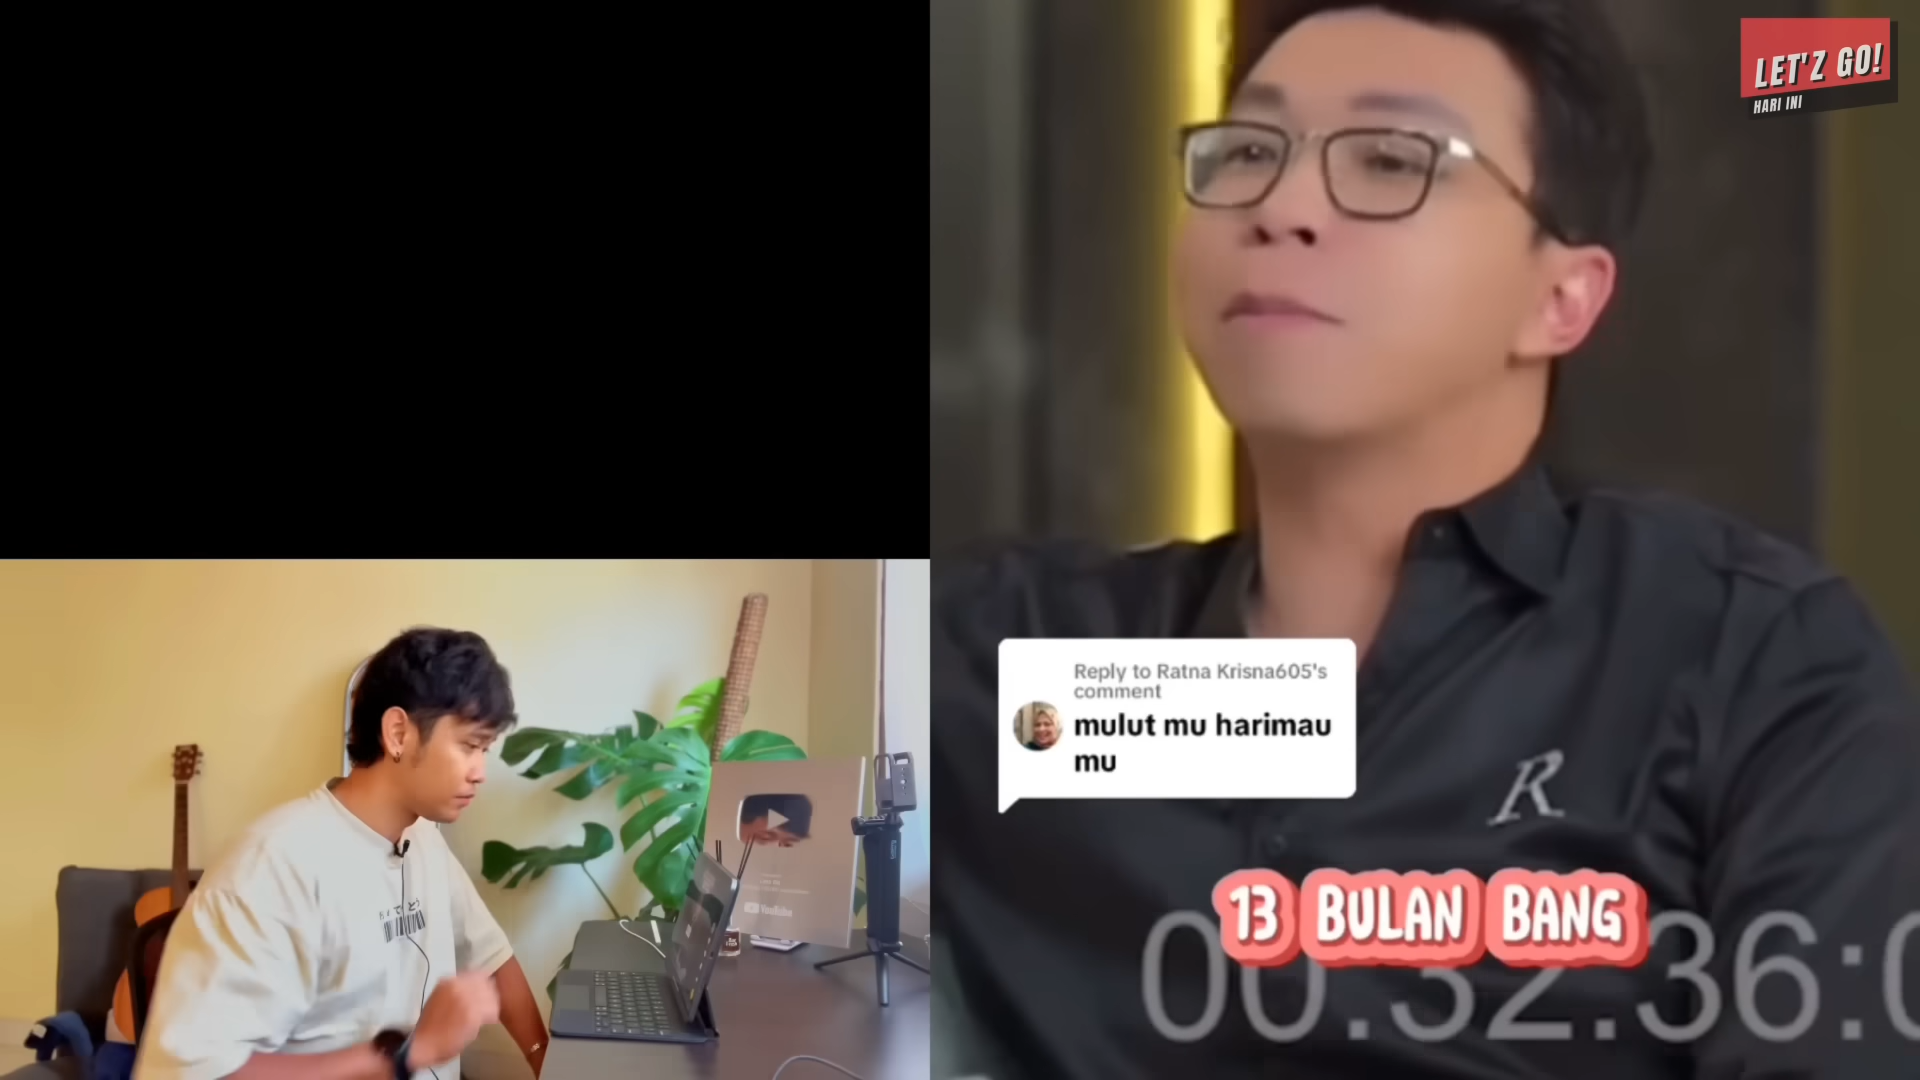 LET'Z GO!
HARI INI
Reply to Ratna Krisna605's
comment
mulut mu harimau
mu
R
13 BULAN BANG
00:32:36:0
YouTube